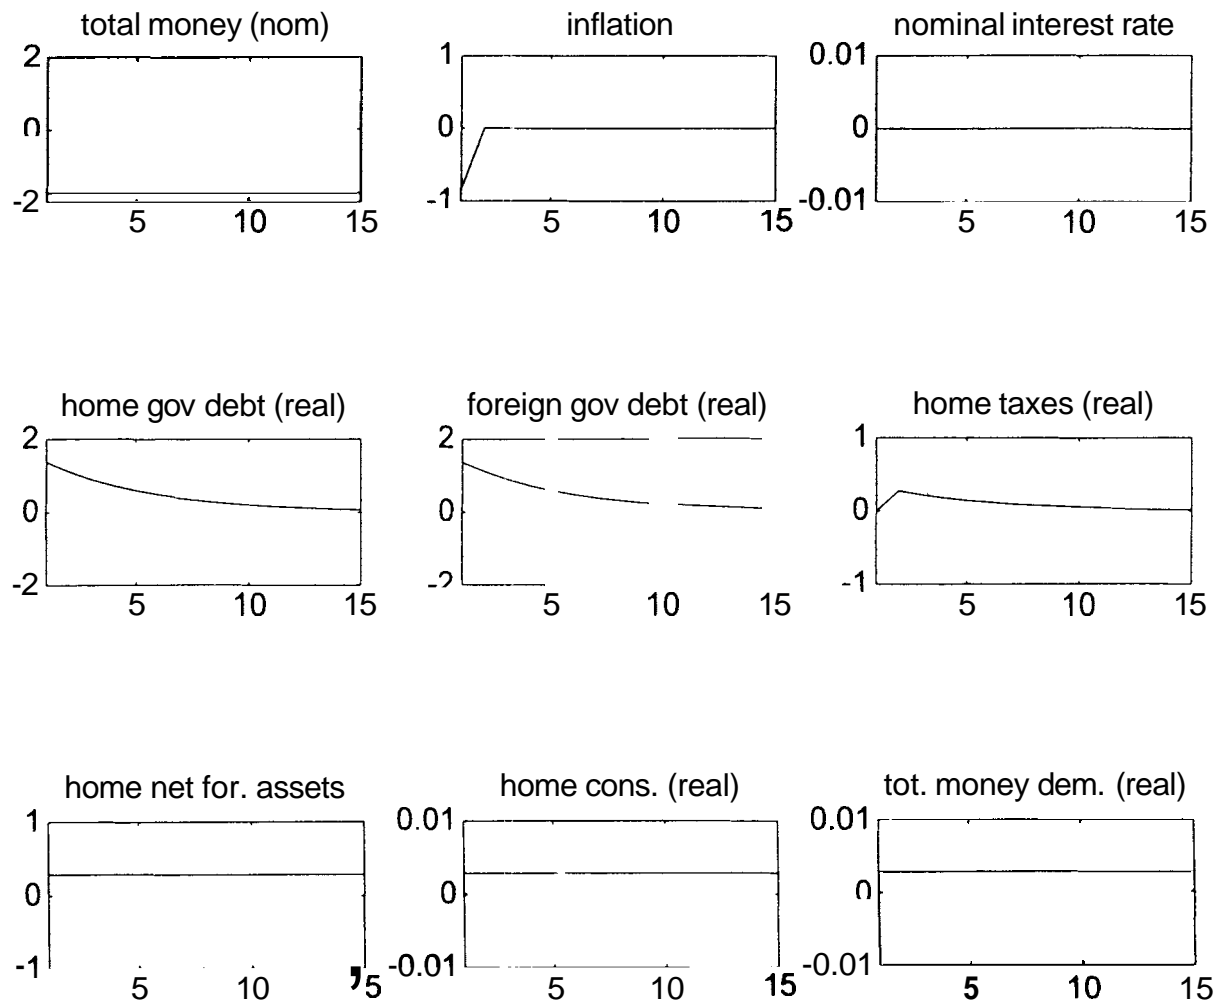 total money (nom) inflation nominal interest rate
2 1 0.01
0 0 0
-2 -1 -0.01
5 10 15 5 10 15 5 10 15
home gov debt (real) foreign gov debt (real) home taxes (real)
2 2 1
0 0 0
-2 -2 -1
5 10 15 5 10 15 5 10 15
home net for. assets home cons. (real) tot. money dem. (real)
1 0.01 0.01
0 0 0
-1 -0.01 -0.01
5 10 ,5 5 10 15 5 10 15